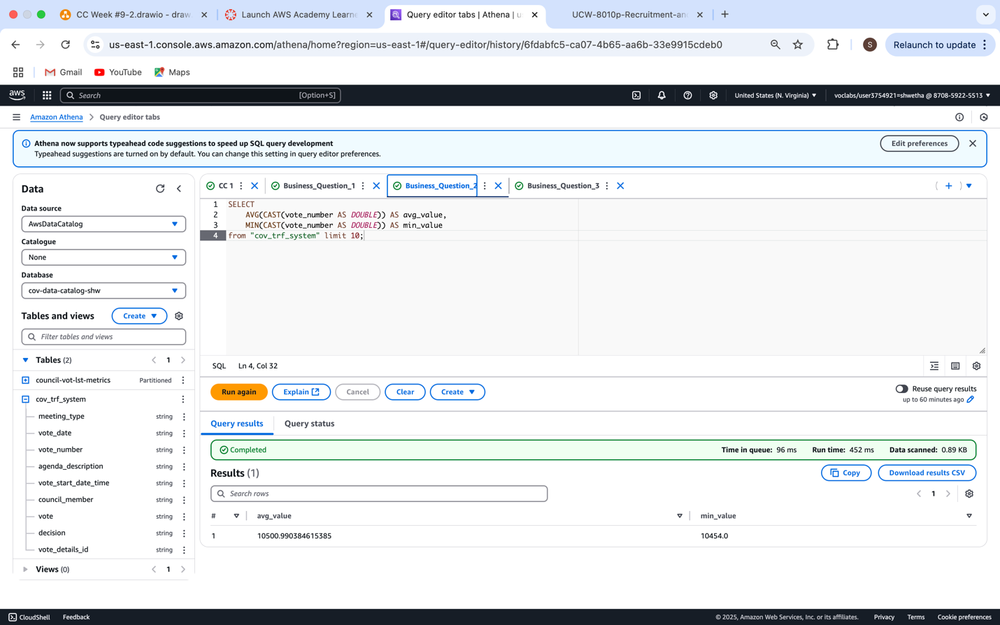 CC Week #9-2.drawio - draw
Launch AWS Academy Learne
Query editor tabs | Athena | u
UCW-8010p-Recruitment-and
us-east-1.console.aws.amazon.com/athena/home?region=us-east-1#/query-editor/history/6fdabfc5-ca07-4b65-aa6b-33e9915cdeb0
S
Relaunch to update
Gmail
YouTube
Maps
aws
Search
[Option+S]
United States (N. Virginia)
voclabs/user3754921=shwetha @ 8708-5922-5513
Amazon Athena
Query editor tabs
Athena now supports typeahead code suggestions to speed up SQL query development
Typeahead suggestions are turned on by default. You can change this setting in query editor preferences.
Edit preferences
Data
Data source
AwsDataCatalog
Catalogue
None
Database
cov-data-catalog-shw
Tables and views
Create
Filter tables and views
Tables (2)
1
council-vot-lst-metrics Partitioned
cov_trf_system
meeting_type string
vote_date string
vote_number string
agenda_description string
vote_start_date_time string
council_member string
vote string
decision string
vote_details_id string
Views (0)
1
CC 1
Business_Question_1
Business_Question_2
Business_Question_3
1 SELECT
2 AVG(CAST(vote_number AS DOUBLE)) AS avg_value,
3 MIN(CAST(vote_number AS DOUBLE)) AS min_value
4 from "cov_trf_system" limit 10;
SQL Ln 4, Col 32
Run again
Explain
Cancel
Clear
Create
Reuse query results
up to 60 minutes ago
Query results
Query status
Completed
Time in queue: 96 ms
Run time: 452 ms
Data scanned: 0.89 KB
Results (1)
Copy
Download results CSV
Search rows
1
# avg_value min_value
1 10500.990384615385 10454.0
CloudShell
Feedback
© 2025, Amazon Web Services, Inc. or its affiliates.
Privacy
Terms
Cookie preferences